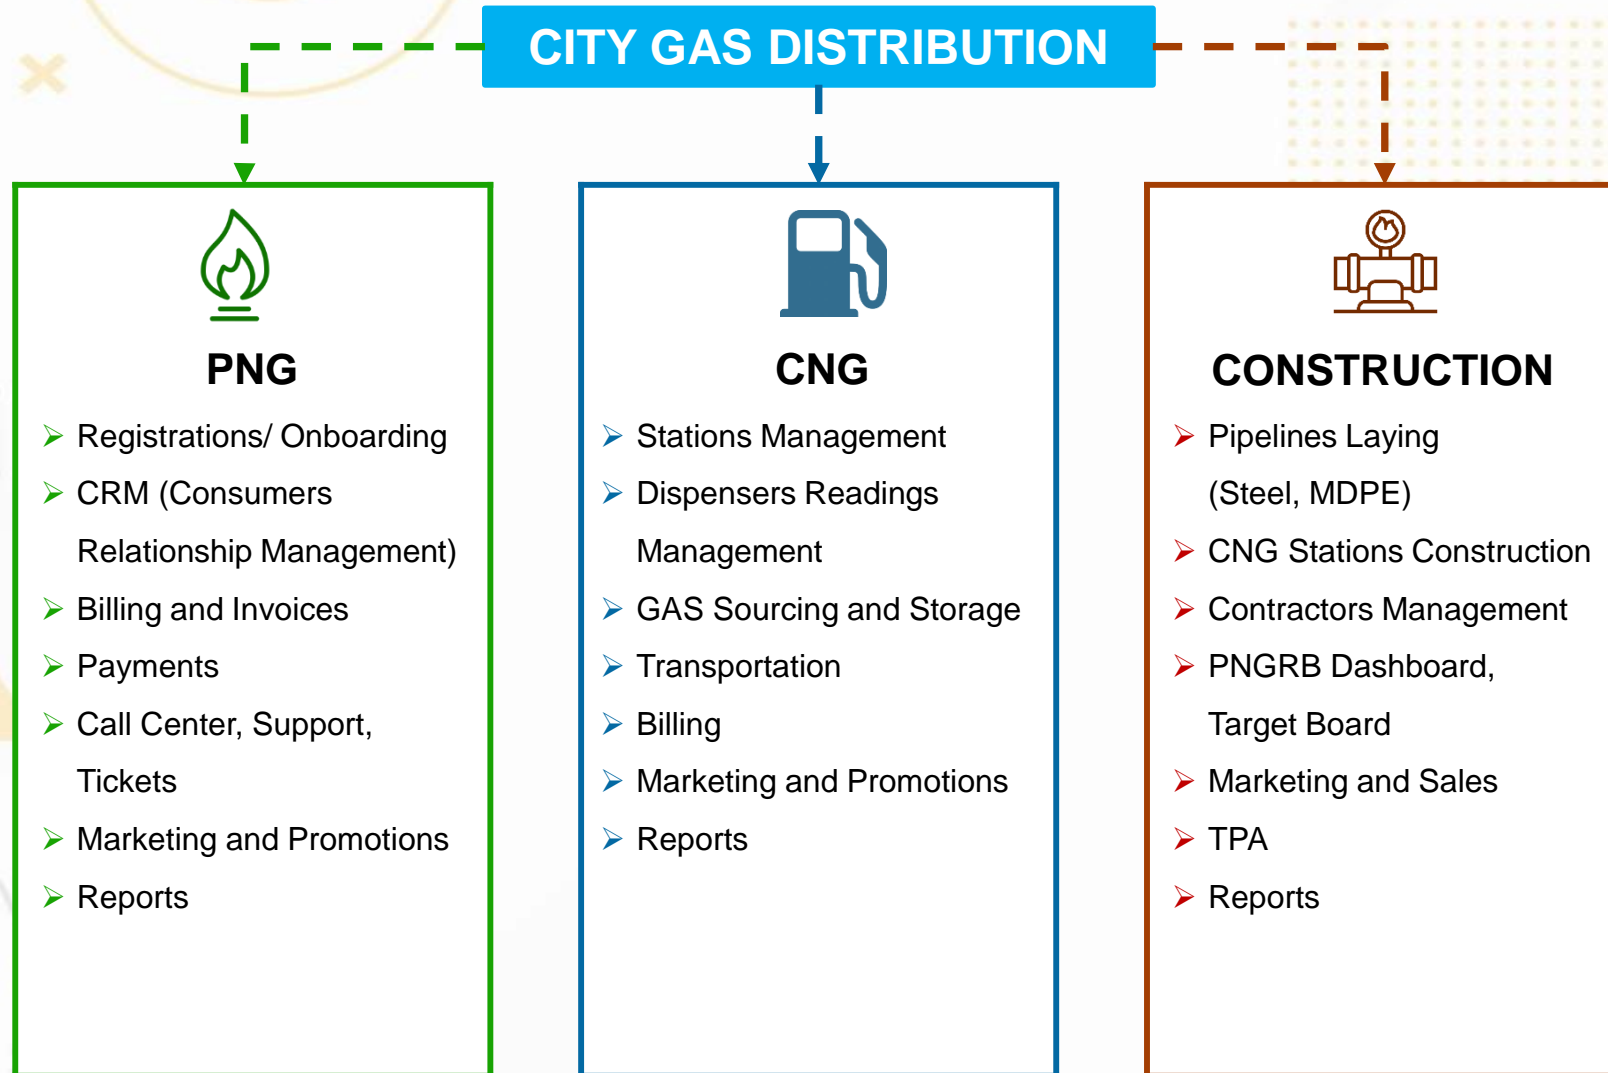 CITY GAS DISTRIBUTION
PNG
Registrations/ Onboarding
CRM (Consumers
Relationship Management)
Billing and Invoices
Payments
Call Center, Support,
Tickets
Marketing and Promotions
Reports
CNG
Stations Management
Dispensers Readings
Management
GAS Sourcing and Storage
Transportation
Billing
Marketing and Promotions
Reports
CONSTRUCTION
Pipelines Laying
(Steel, MDPE)
CNG Stations Construction
Contractors Management
PNGRB Dashboard,
Target Board
Marketing and Sales
TPA
Reports